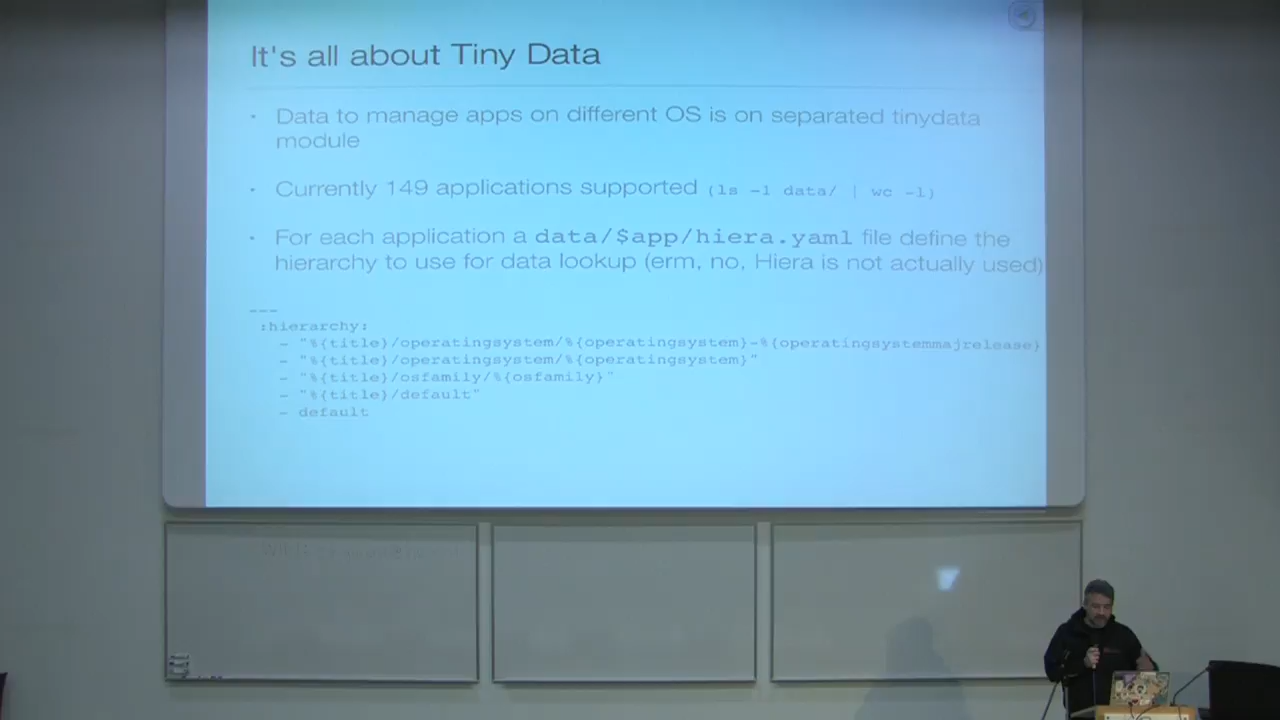 It's all about Tiny Data
• Data to manage apps on different OS is on separated tinydata
module
• Currently 149 applications supported (ls -l data/ | wc -l)
• For each application a data/$app/hiera.yaml file define the
hierarchy to use for data lookup (erm, no, Hiera is not actually used)
---
:hierarchy:
- "%{title}/operatingsystem/%{operatingsystem}-%{operatingsystemmajrelease}
- "%{title}/operatingsystem/%{operatingsystem}"
- "%{title}/osfamily/%{osfamily}"
- "%{title}/default"
- default